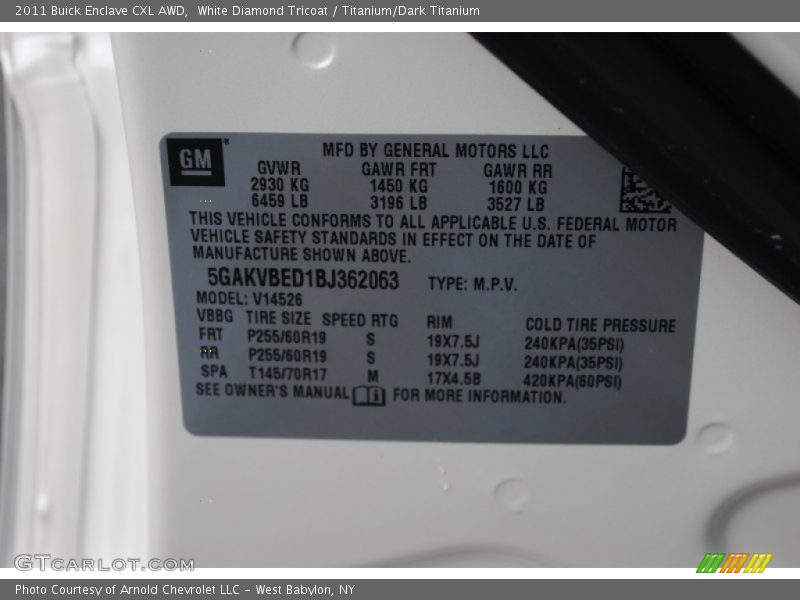 2011 Buick Enclave CXL AWD,  White Diamond Tricoat / Titanium/Dark Titanium
GM
MFD BY GENERAL MOTORS LLC
GVWR GAWR FRT GAWR RR
2930 KG 1450 KG 1600 KG
6459 LB 3196 LB 3527 LB
THIS VEHICLE CONFORMS TO ALL APPLICABLE U.S. FEDERAL MOTOR
VEHICLE SAFETY STANDARDS IN EFFECT ON THE DATE OF
MANUFACTURE SHOWN ABOVE.
5GAKVBED1BJ362063 TYPE: M.P.V.
MODEL: V14526
VBBG TIRE SIZE SPEED RTG RIM COLD TIRE PRESSURE
FRT P255/60R19 S 19X7.5J 240KPA(35PSI)
RR P255/60R19 S 19X7.5J 240KPA(35PSI)
SPA T145/70R17 M 17X4.5B 420KPA(60PSI)
SEE OWNER'S MANUAL FOR MORE INFORMATION.
GTCARLOT.COM
Photo Courtesy of Arnold Chevrolet LLC - West Babylon, NY